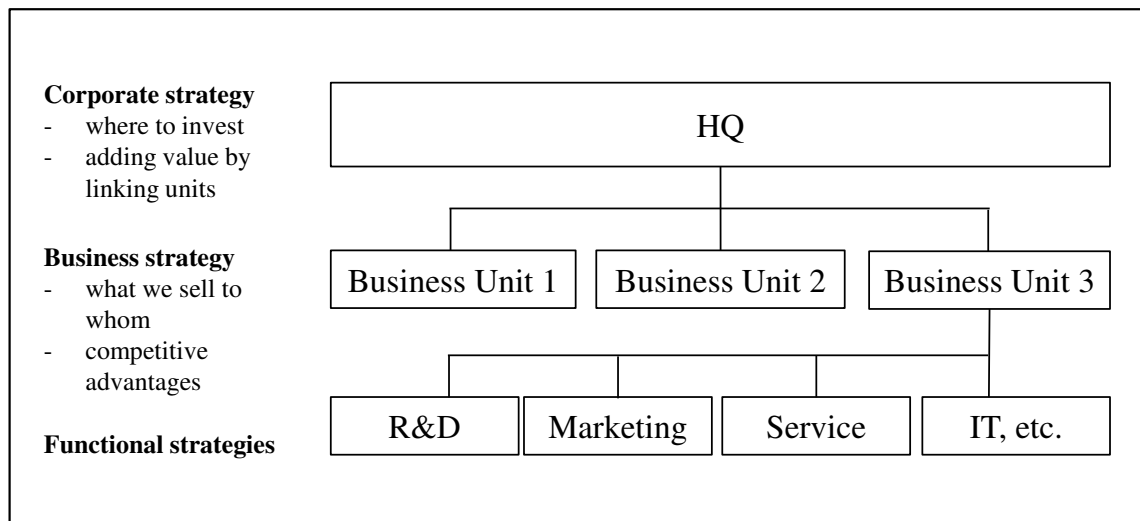 Corporate strategy
- where to invest
- adding value by
linking units
HQ
Business strategy
- what we sell to
whom
- competitive
advantages
Business Unit 1
Business Unit 2
Business Unit 3
Functional strategies
R&D
Marketing
Service
IT, etc.